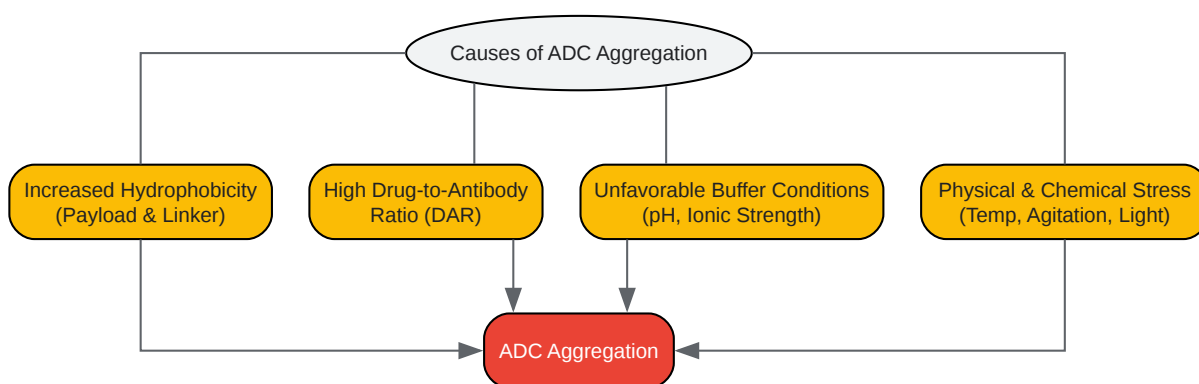 Causes of ADC Aggregation
Increased Hydrophobicity
(Payload & Linker)
High Drug-to-Antibody
Ratio (DAR)
Unfavorable Buffer Conditions
(pH, Ionic Strength)
Physical & Chemical Stress
(Temp, Agitation, Light)
ADC Aggregation